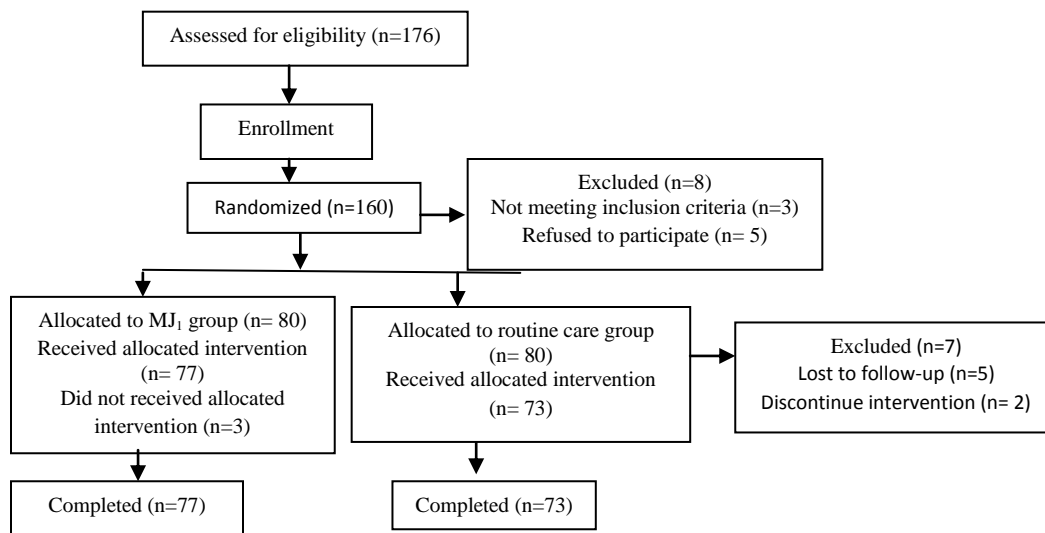 Assessed for eligibility (n=176)
Enrollment
Randomized (n=160)
Excluded (n=8)
Not meeting inclusion criteria (n=3)
Refused to participate (n= 5)
Allocated to MJ₁ group (n= 80)
Received allocated intervention
(n= 77)
Did not received allocated
intervention (n=3)
Allocated to routine care group
(n= 80)
Received allocated intervention
(n= 73)
Excluded (n=7)
Lost to follow-up (n=5)
Discontinue intervention (n= 2)
Completed (n=77)
Completed (n=73)